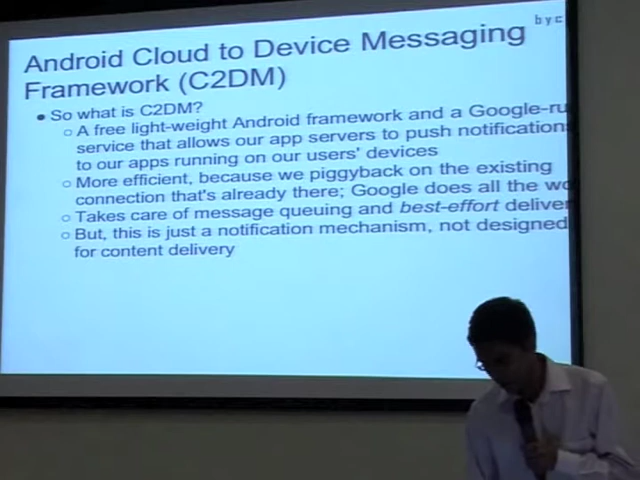 byc
Android Cloud to Device Messaging
Framework (C2DM)
● So what is C2DM?
○ A free light-weight Android framework and a Google-ru
service that allows our app servers to push notification
to our apps running on our users' devices
○ More efficient, because we piggyback on the existing
connection that's already there; Google does all the wo
○ Takes care of message queuing and best-effort deliver
○ But, this is just a notification mechanism, not designed
for content delivery